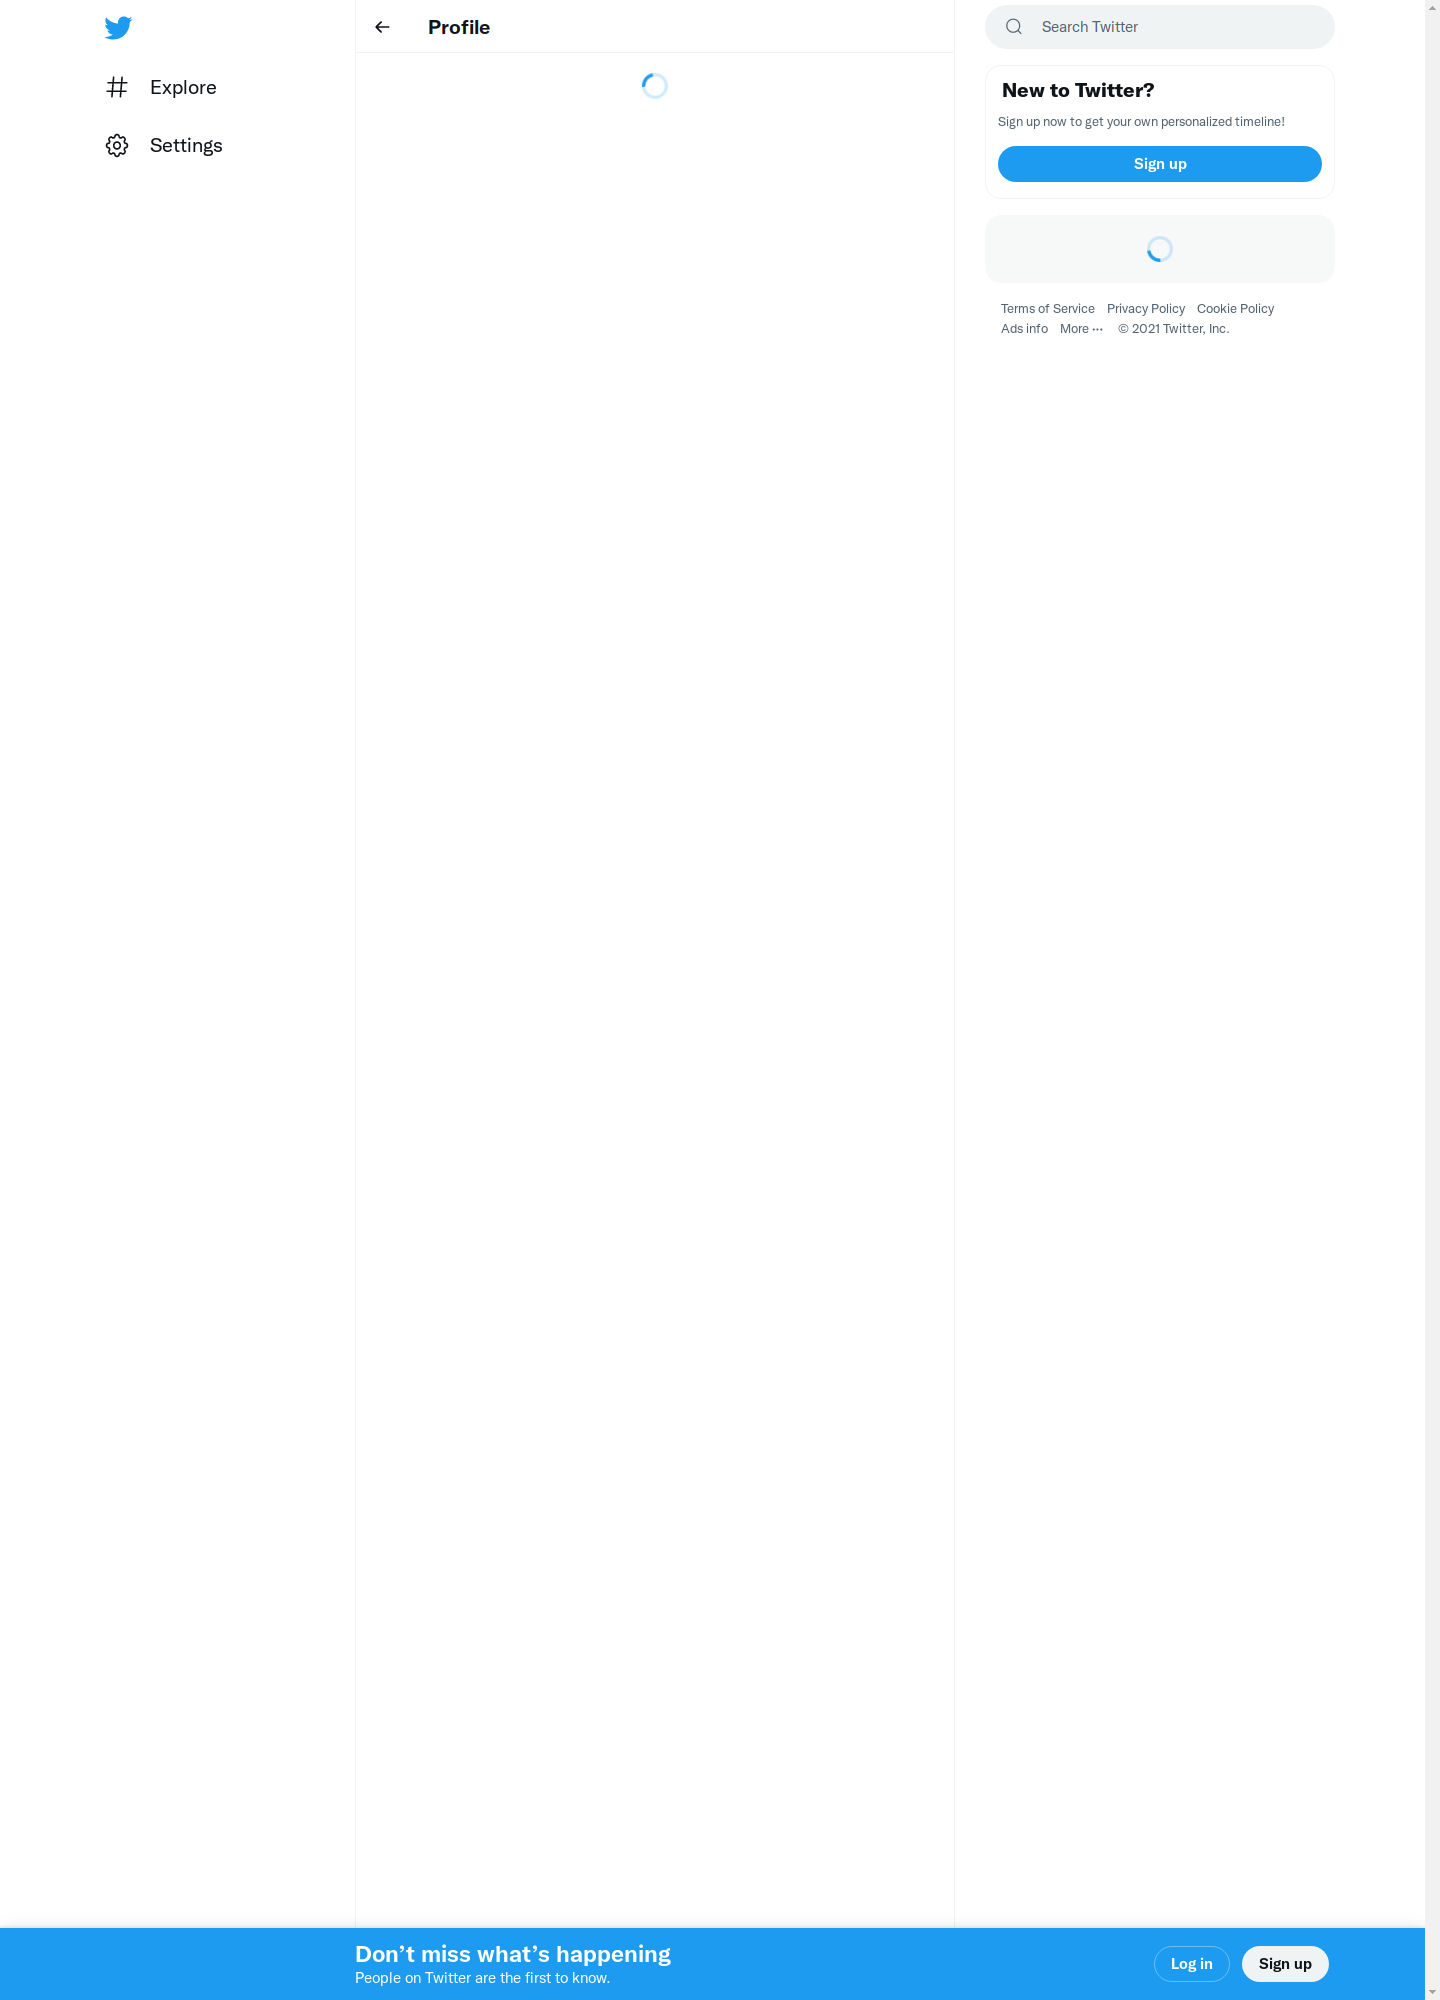 Explore
Settings
Profile
Search Twitter
New to Twitter?
Sign up now to get your own personalized timeline!
Sign up
Terms of Service Privacy Policy Cookie Policy
Ads info More ··· © 2021 Twitter, Inc.
Don’t miss what’s happening
People on Twitter are the first to know.
Log in
Sign up